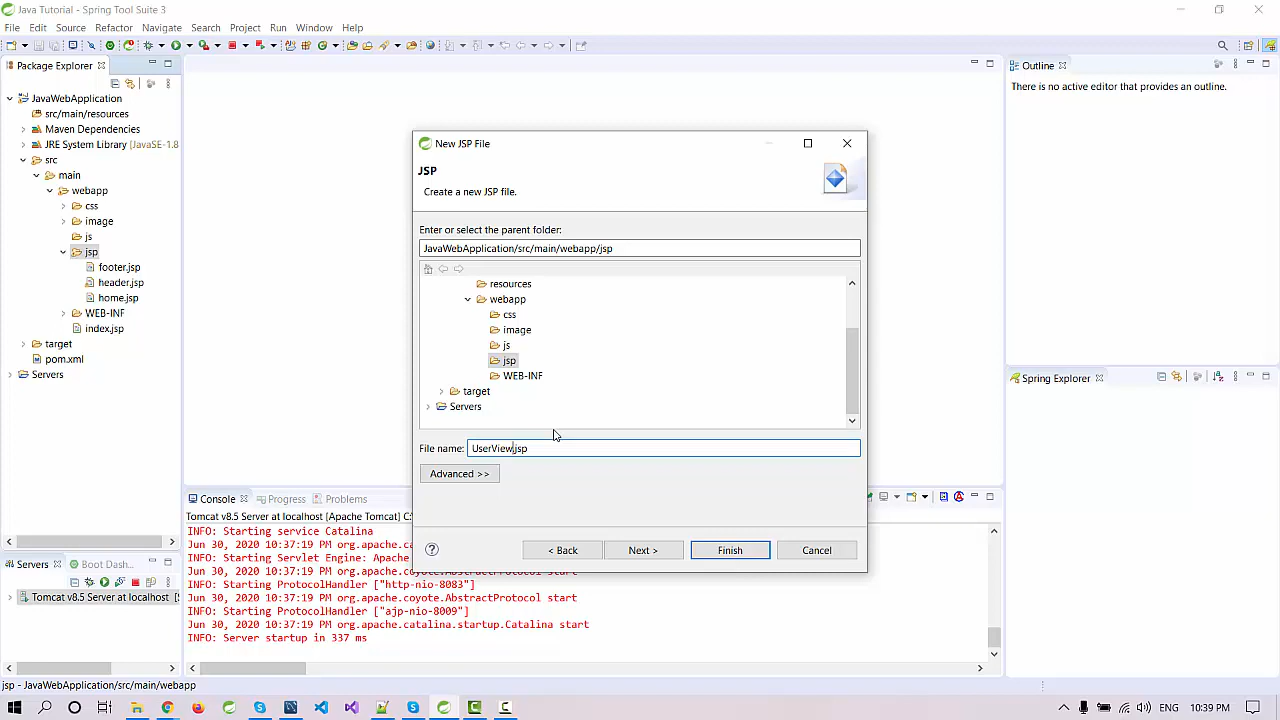 Java Tutorial - Spring Tool Suite 3
File Edit Source Refactor Navigate Search Project Run Window Help
Package Explorer
JavaWebApplication
src/main/resources
Maven Dependencies
JRE System Library [JavaSE-1.8
src
main
webapp
css
image
js
jsp
footer.jsp
header.jsp
home.jsp
WEB-INF
index.jsp
target
pom.xml
Servers
New JSP File
JSP
Create a new JSP file.
Enter or select the parent folder:
JavaWebApplication/src/main/webapp/jsp
resources
webapp
css
image
js
jsp
WEB-INF
target
Servers
File name: UserView.jsp
Advanced >>
< Back Next > Finish Cancel
Outline
There is no active editor that provides an outline.
Spring Explorer
Console Progress Problems
Tomcat v8.5 Server at localhost [Apache Tomcat] C:
INFO: Starting service Catalina
Jun 30, 2020 10:37:19 PM org.apache.ca
INFO: Starting Servlet Engine: Apache
Jun 30, 2020 10:37:19 PM org.apache.coyote.AbstractProtocol start
INFO: Starting ProtocolHandler ["http-nio-8083"]
Jun 30, 2020 10:37:19 PM org.apache.coyote.AbstractProtocol start
INFO: Starting ProtocolHandler ["ajp-nio-8009"]
Jun 30, 2020 10:37:19 PM org.apache.catalina.startup.Catalina start
INFO: Server startup in 337 ms
Servers Boot Dash...
Tomcat v8.5 Server at localhost
jsp - JavaWebApplication/src/main/webapp
ENG 10:39 PM